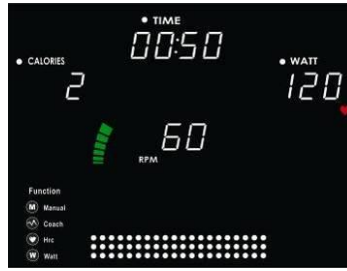 TIME
00:50
CALORIES
WATT
2
120
60
RPM
Function
M Manual
Coach
Hrc
W Watt